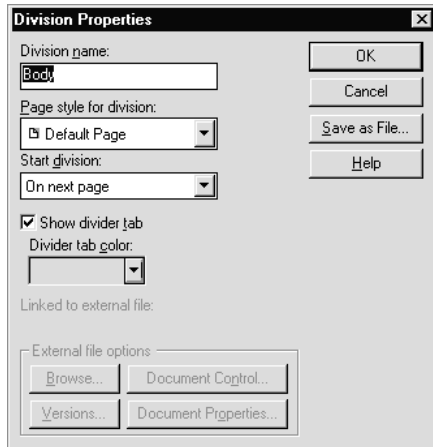 Division Properties
Division name:
Body
Page style for division:
Default Page
Start division:
On next page
Show divider tab
Divider tab color:
Linked to external file:
External file options
Browse... Document Control...
Versions... Document Properties...
OK
Cancel
Save as File...
Help